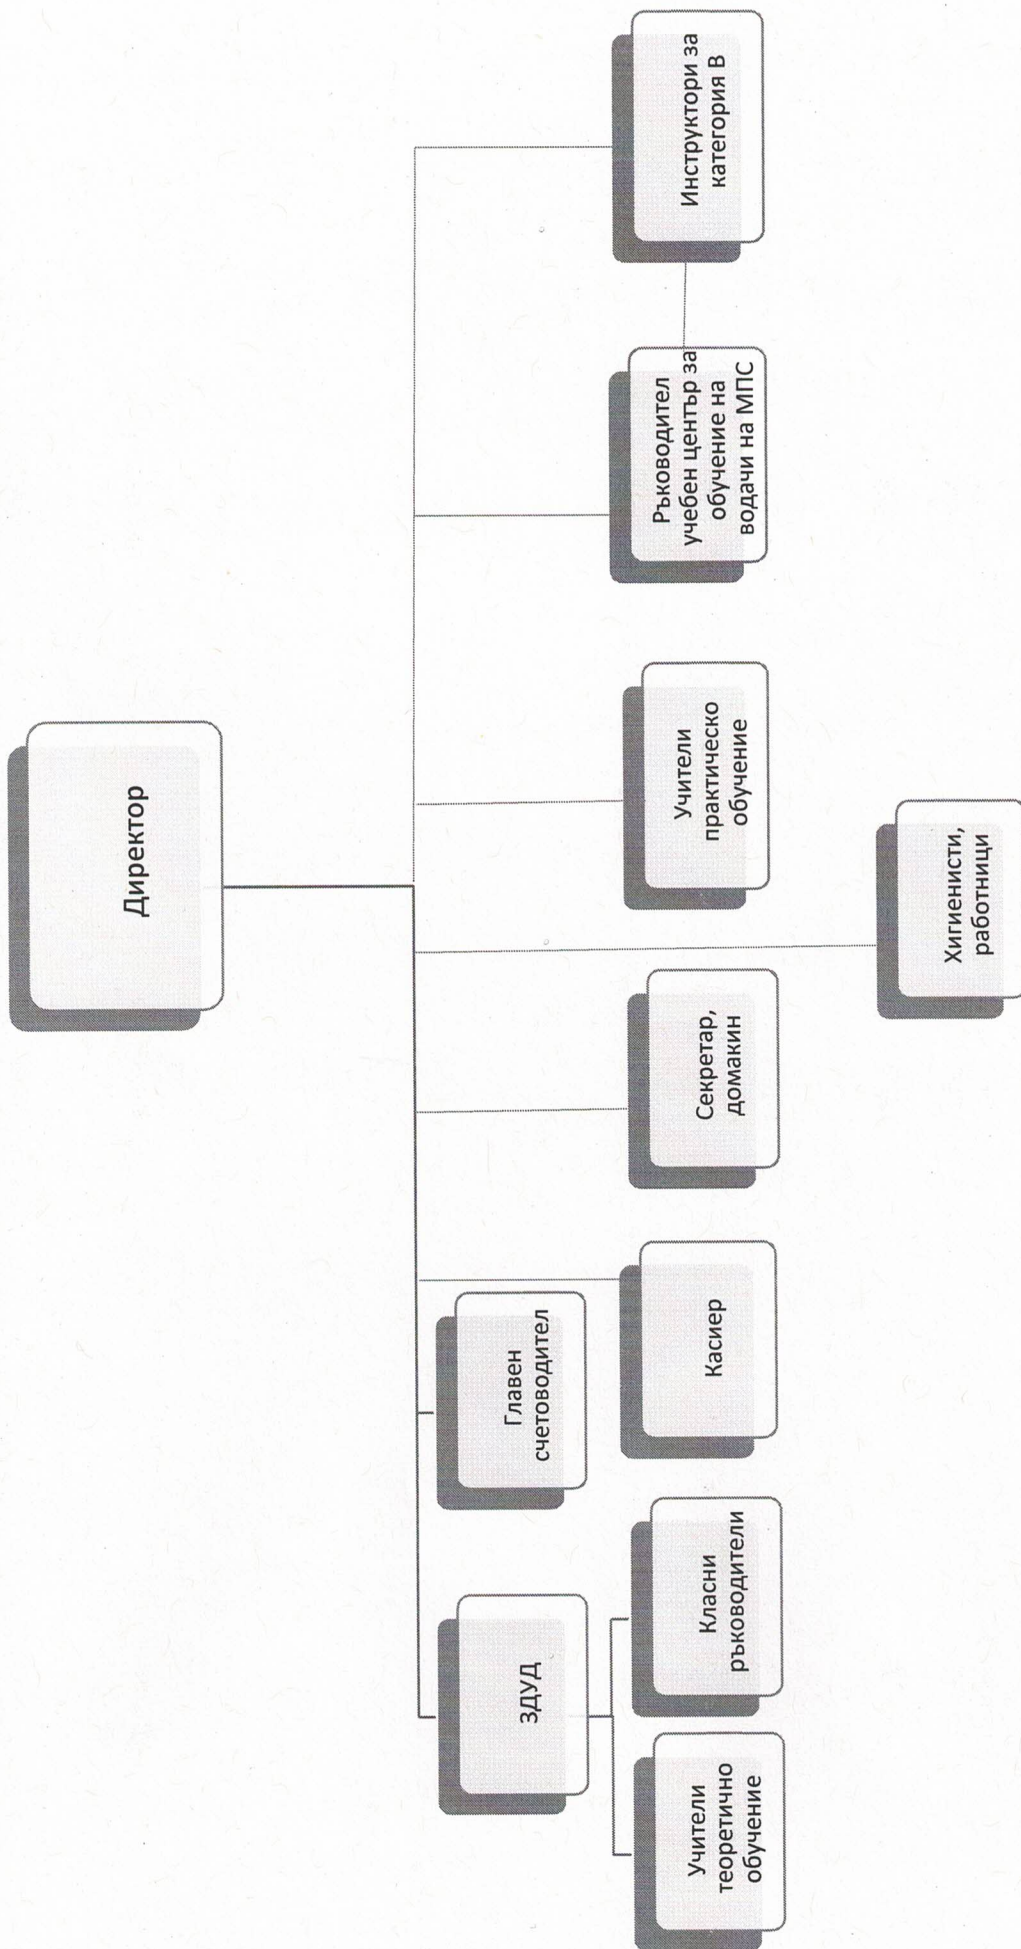 Директор
ЗДУД
Главен
счетоводител
Учители
теоретично
обучение
Класни
ръководители
Касиер
Секретар,
домакин
Учители
практическо
обучение
Ръководител
учебен център за
обучение на
водачи на МПС
Инструктори за
категория В
Хигиенисти,
работници